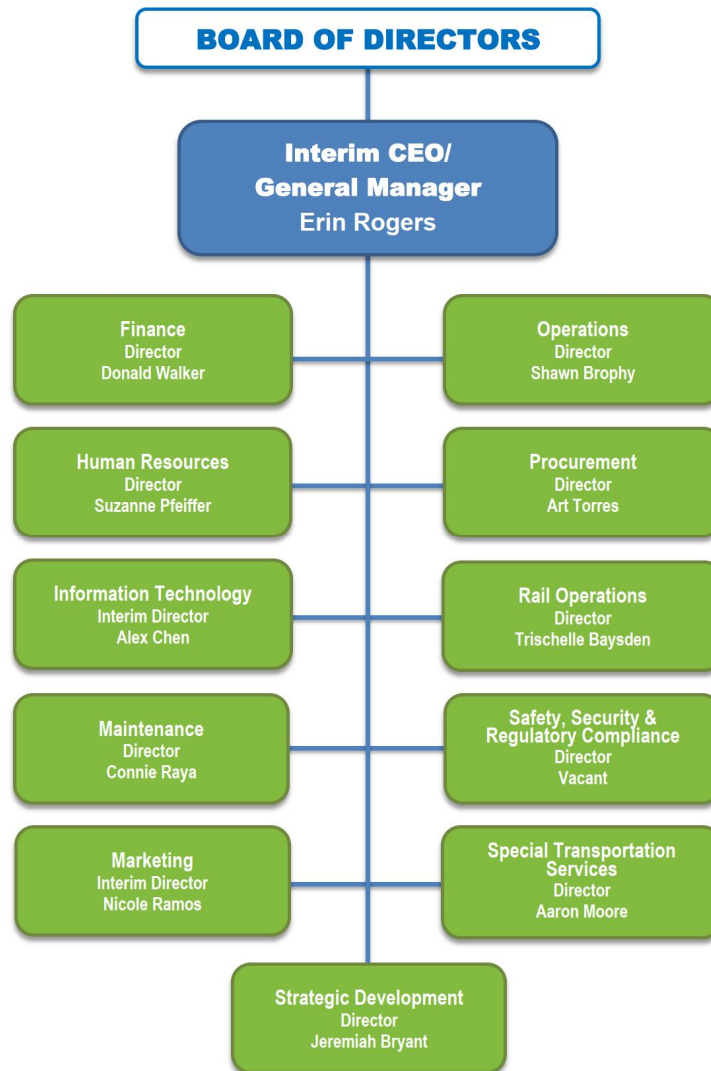 BOARD OF DIRECTORS
Interim CEO/
General Manager
Erin Rogers
Finance
Director
Donald Walker
Operations
Director
Shawn Brophy
Human Resources
Director
Suzanne Pfeiffer
Procurement
Director
Art Torres
Information Technology
Interim Director
Alex Chen
Rail Operations
Director
Trischelle Baysden
Maintenance
Director
Connie Raya
Safety, Security &
Regulatory Compliance
Director
Vacant
Marketing
Interim Director
Nicole Ramos
Special Transportation
Services
Director
Aaron Moore
Strategic Development
Director
Jeremiah Bryant